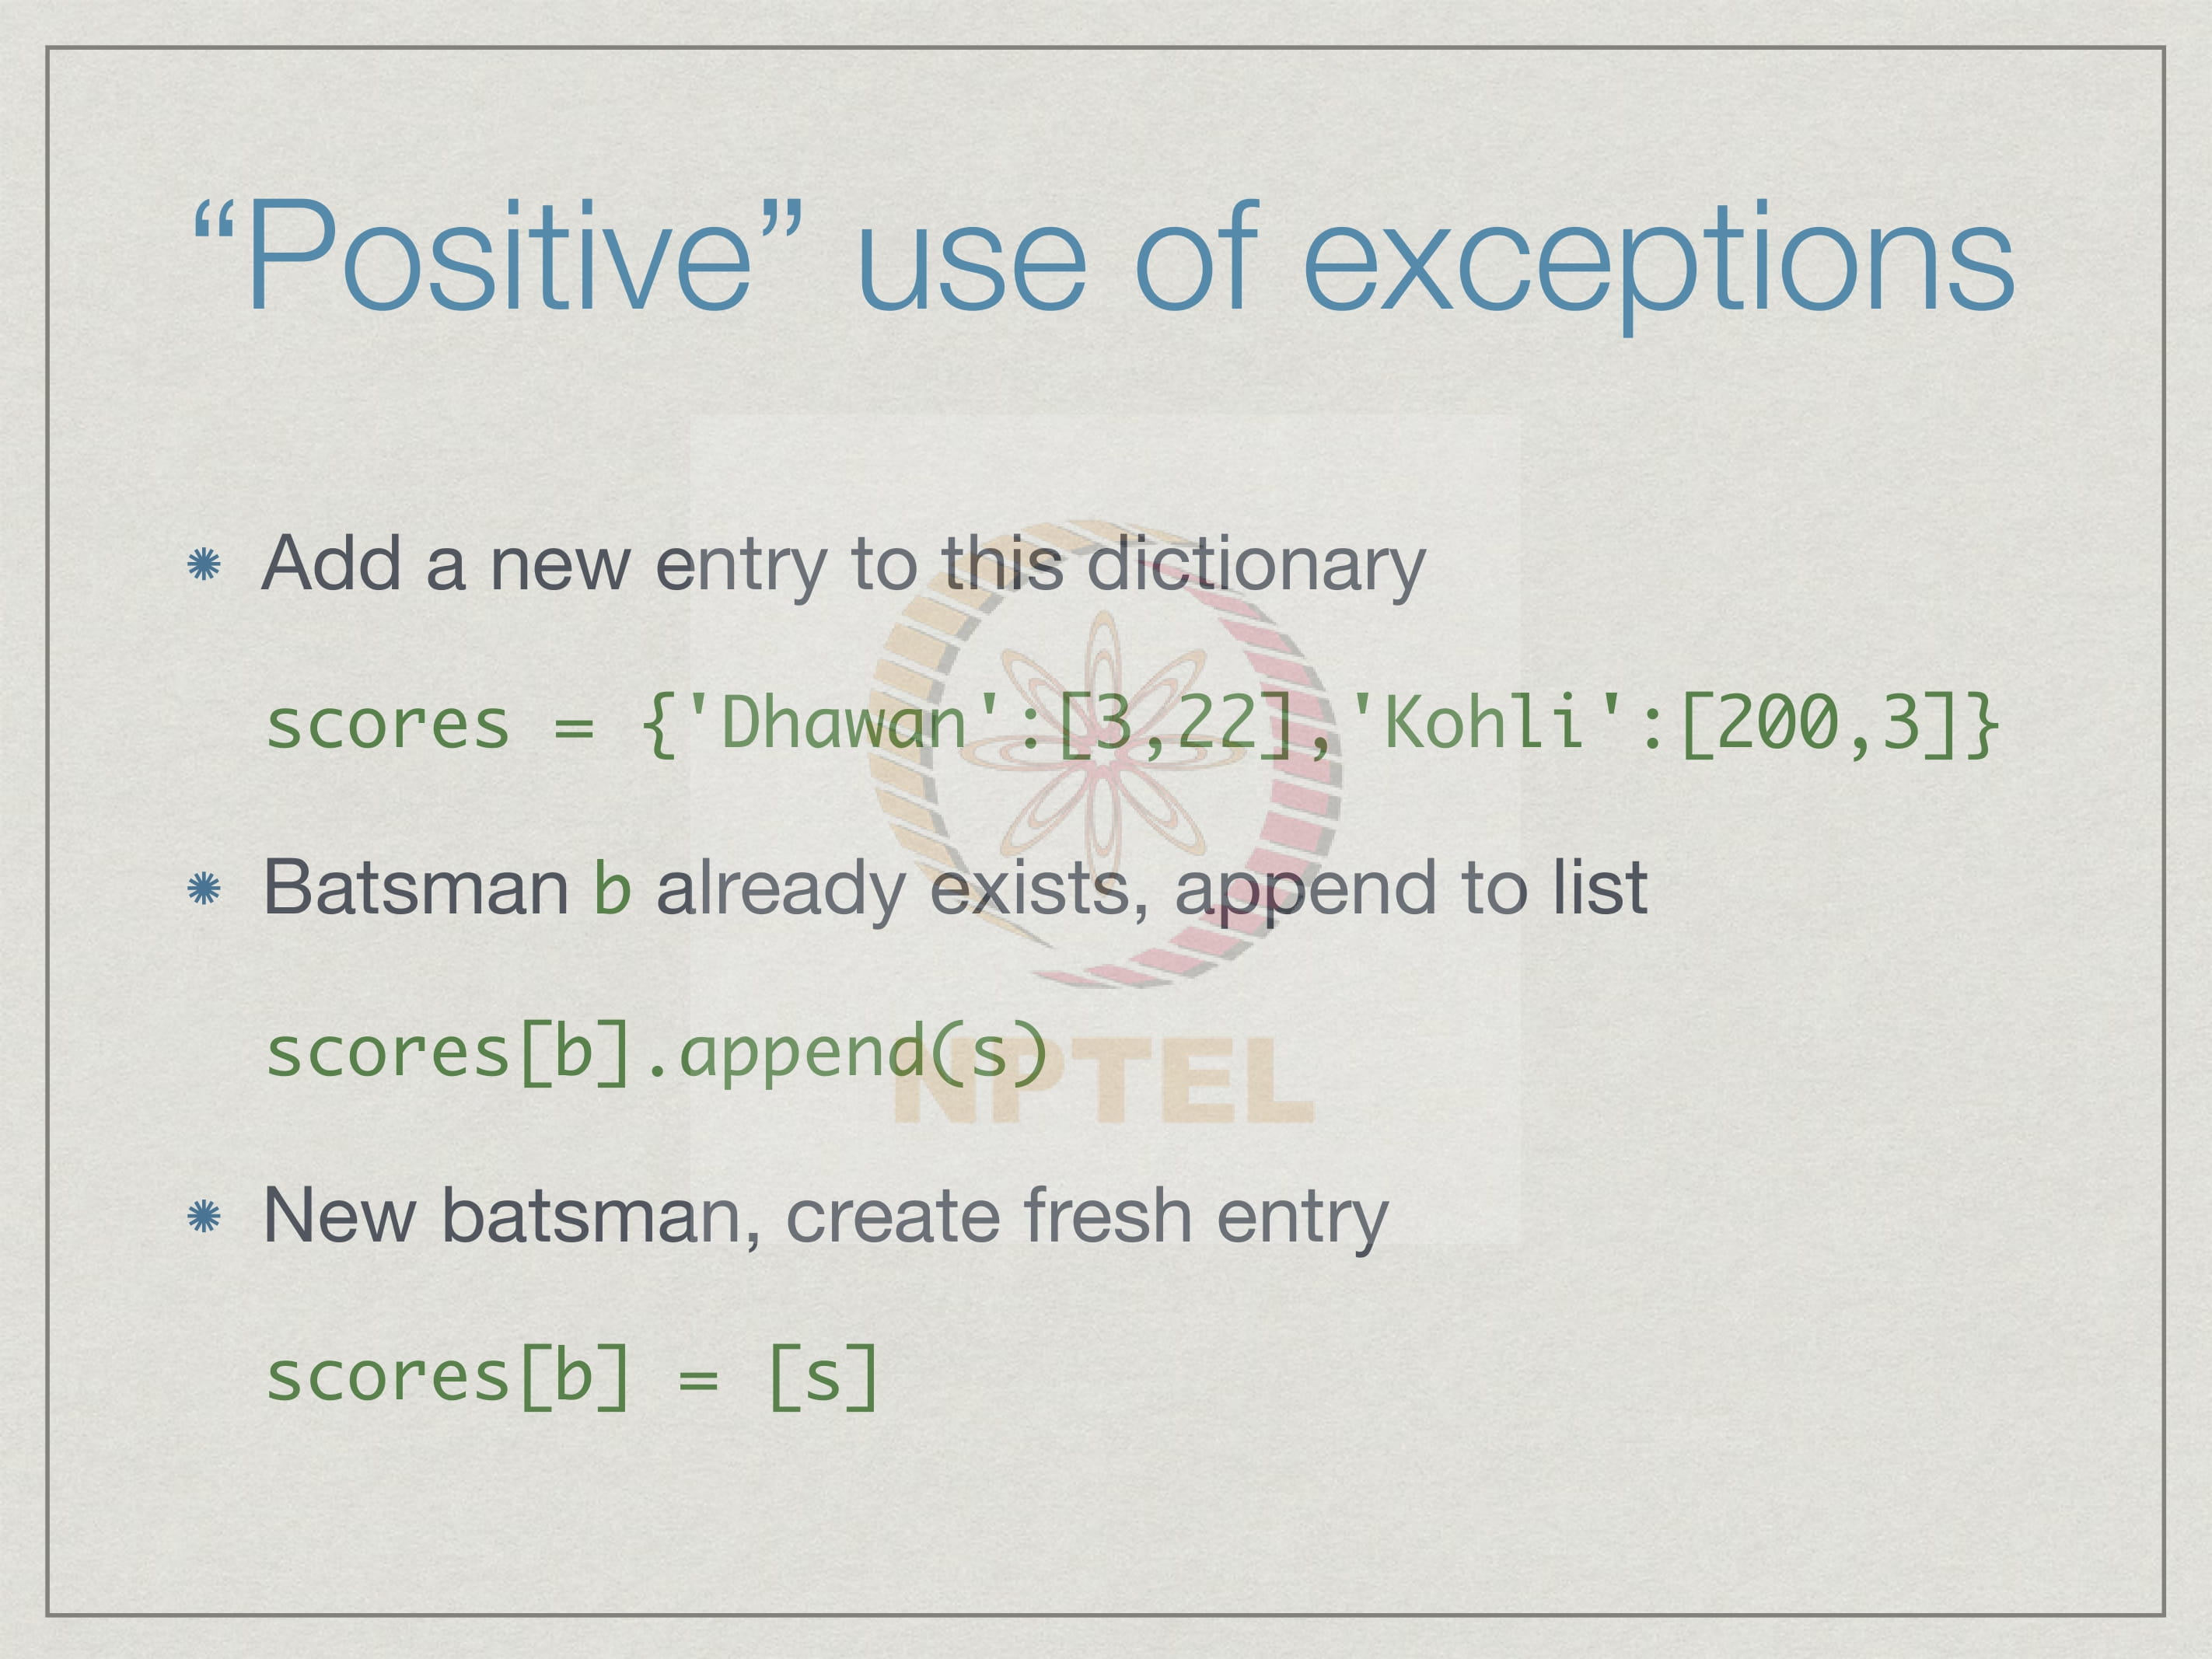 “Positive” use of exceptions
Add a new entry to this dictionary
scores = {'Dhawan':[3,22],'Kohli':[200,3]}
Batsman b already exists, append to list
scores[b].append(s)
NPTEL
New batsman, create fresh entry
scores[b] = [s]